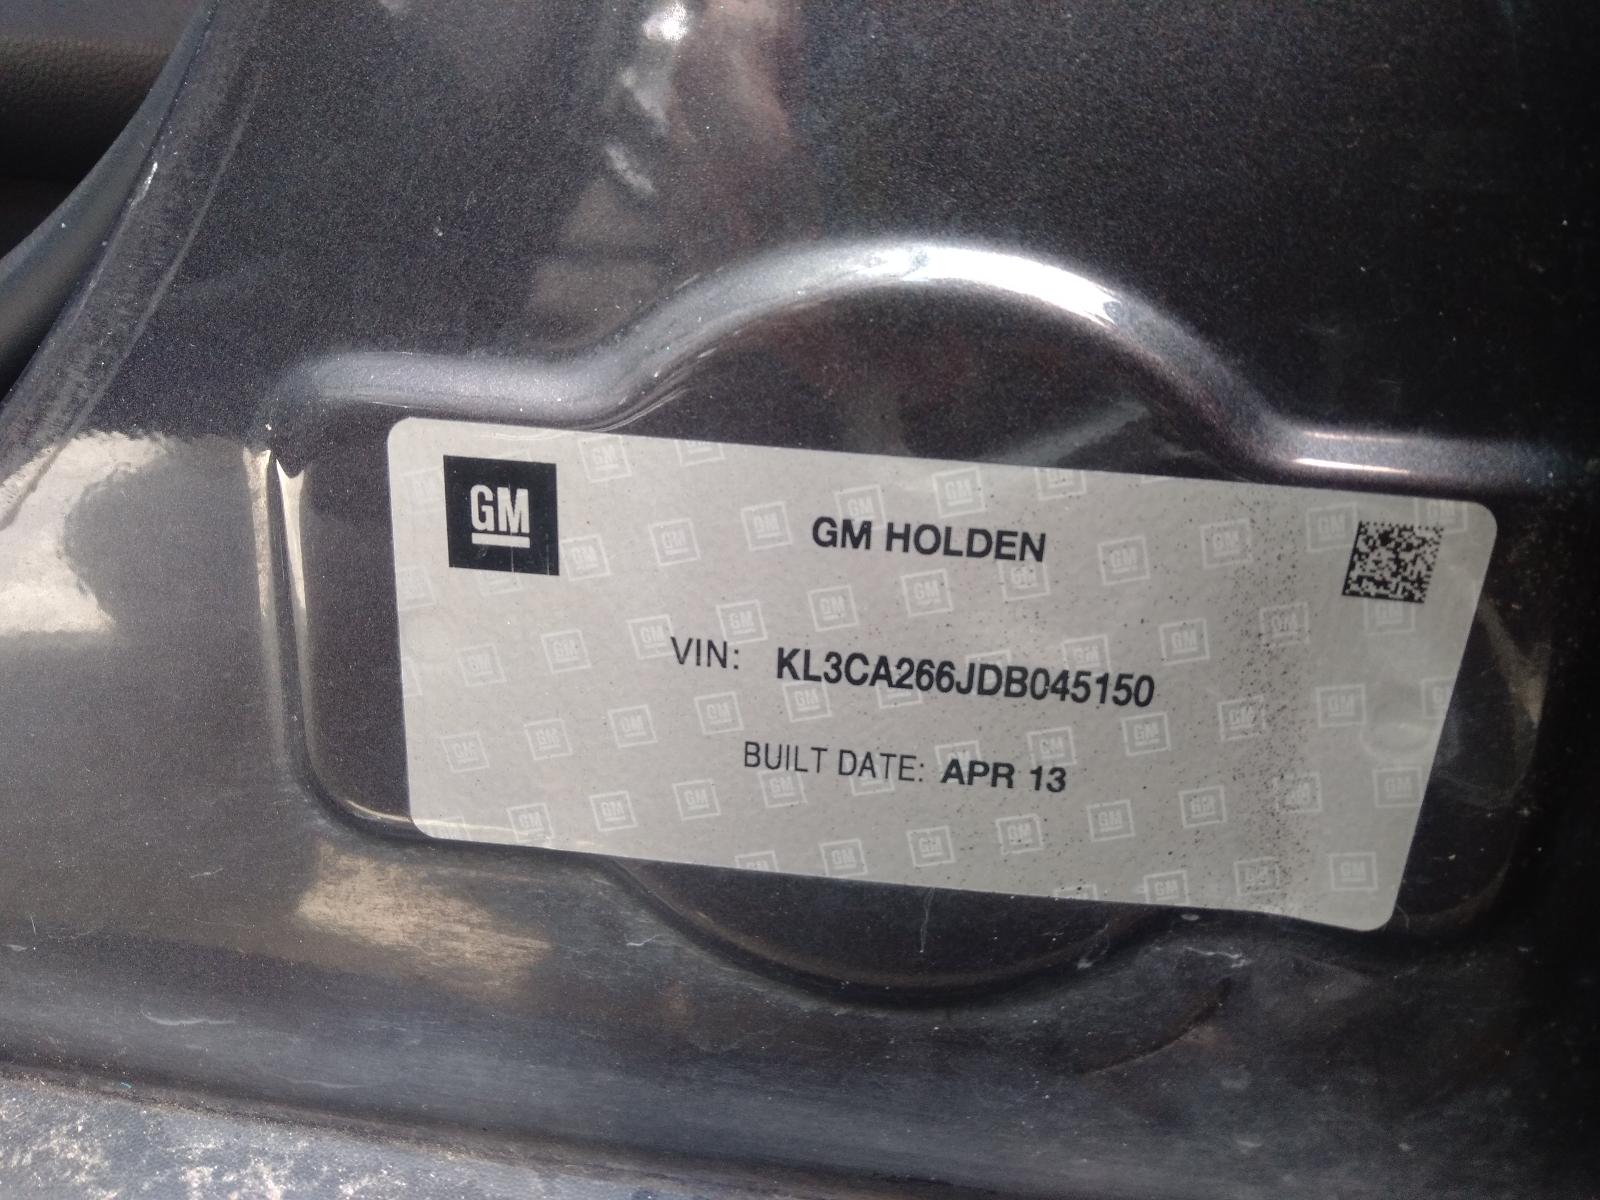 GM
GM HOLDEN
VIN: KL3CA266JDB045150
BUILT DATE: APR 13